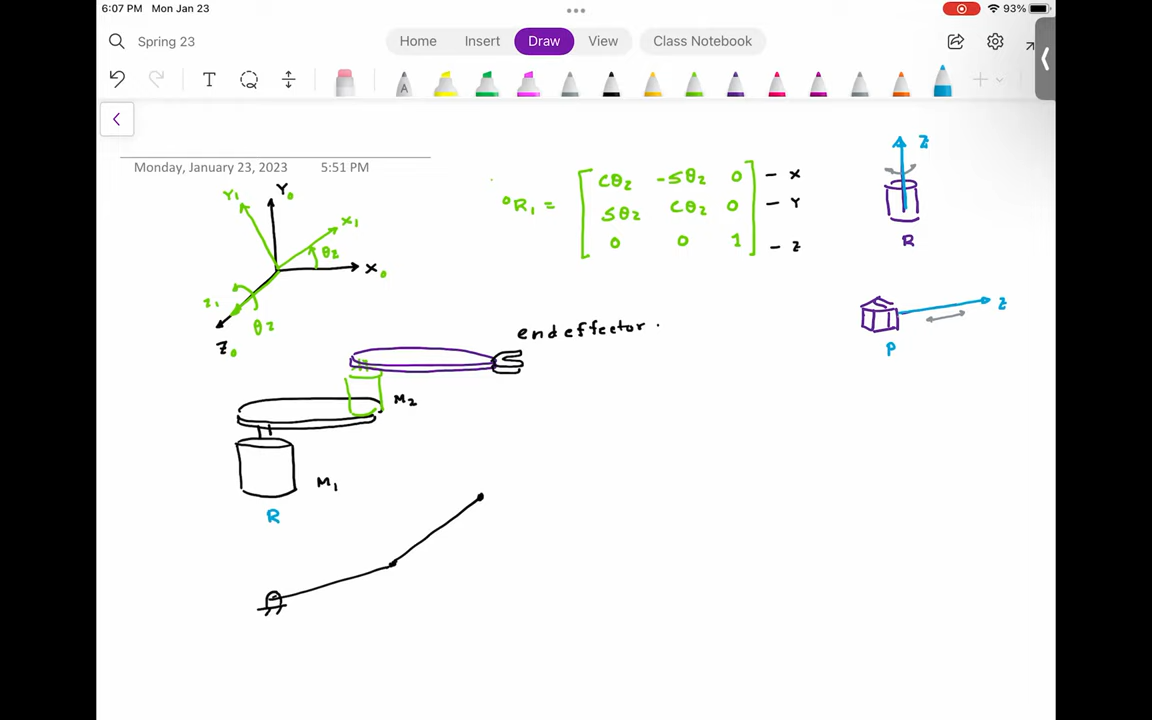 6:07 PM Mon Jan 23
93%
Spring 23
Home Insert Draw View Class Notebook
T
A
Monday, January 23, 2023 5:51 PM
Y₁ Y₀
X₁
θ₂
X₀
Z₁
θ₂
Z₀
⁰R₁ = [ Cθ₂ -Sθ₂ 0 ] - X
Sθ₂ Cθ₂ 0 - Y
0 0 1 - Z
Z
R
Z
P
end effector.
M₂
M₁
R